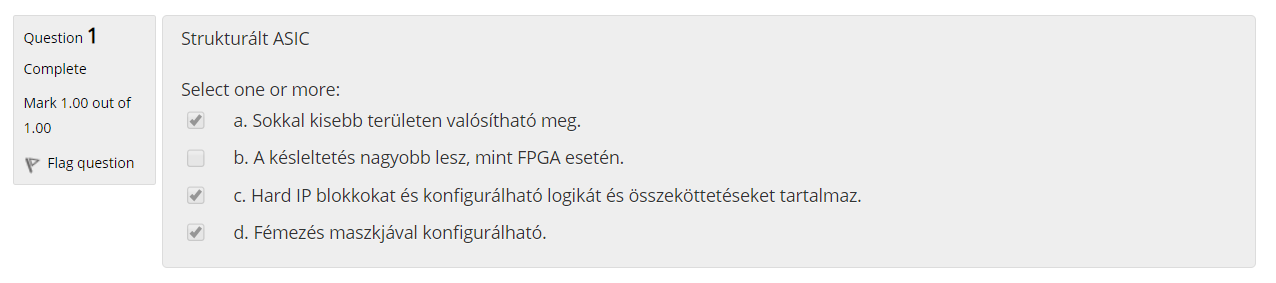 Question 1
Complete
Mark 1.00 out of
1.00
Flag question
Strukturált ASIC
Select one or more:
a. Sokkal kisebb területen valósítható meg.
b. A késleltetés nagyobb lesz, mint FPGA esetén.
c. Hard IP blokkokat és konfigurálható logikát és összeköttetéseket tartalmaz.
d. Fémezés maszkjával konfigurálható.